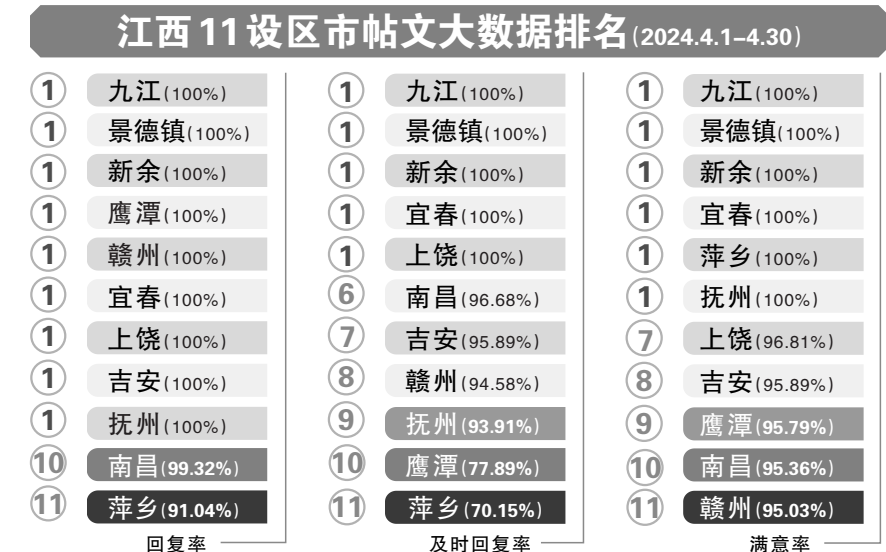 江西11设区市帖文大数据排名(2024.4.1–4.30)
1 九江(100%)
1 景德镇(100%)
1 新余(100%)
1 鹰潭(100%)
1 赣州(100%)
1 宜春(100%)
1 上饶(100%)
1 吉安(100%)
1 抚州(100%)
10 南昌(99.32%)
11 萍乡(91.04%)
回复率
1 九江(100%)
1 景德镇(100%)
1 新余(100%)
1 宜春(100%)
1 上饶(100%)
6 南昌(96.68%)
7 吉安(95.89%)
8 赣州(94.58%)
9 抚州(93.91%)
10 鹰潭(77.89%)
11 萍乡(70.15%)
及时回复率
1 九江(100%)
1 景德镇(100%)
1 新余(100%)
1 宜春(100%)
1 萍乡(100%)
1 抚州(100%)
7 上饶(96.81%)
8 吉安(95.89%)
9 鹰潭(95.79%)
10 南昌(95.36%)
11 赣州(95.03%)
满意率